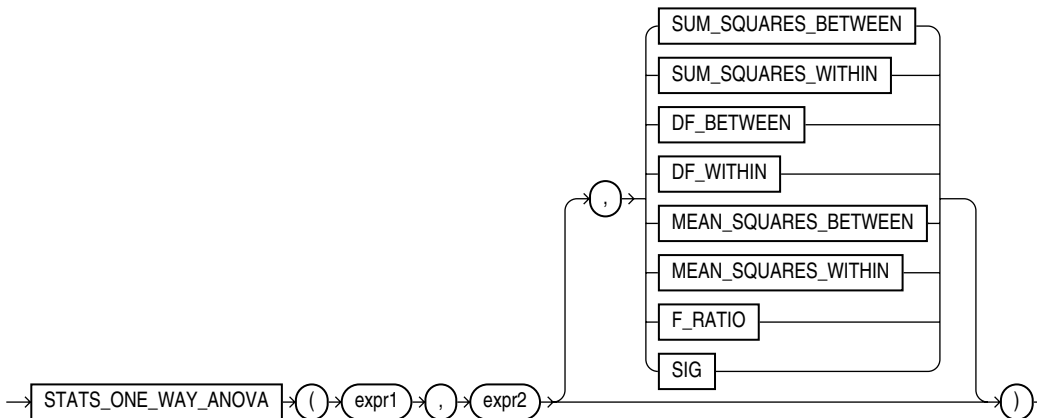 SUM_SQUARES_BETWEEN
SUM_SQUARES_WITHIN
DF_BETWEEN
DF_WITHIN
,
MEAN_SQUARES_BETWEEN
MEAN_SQUARES_WITHIN
F_RATIO
SIG
STATS_ONE_WAY_ANOVA ( expr1 , expr2 )